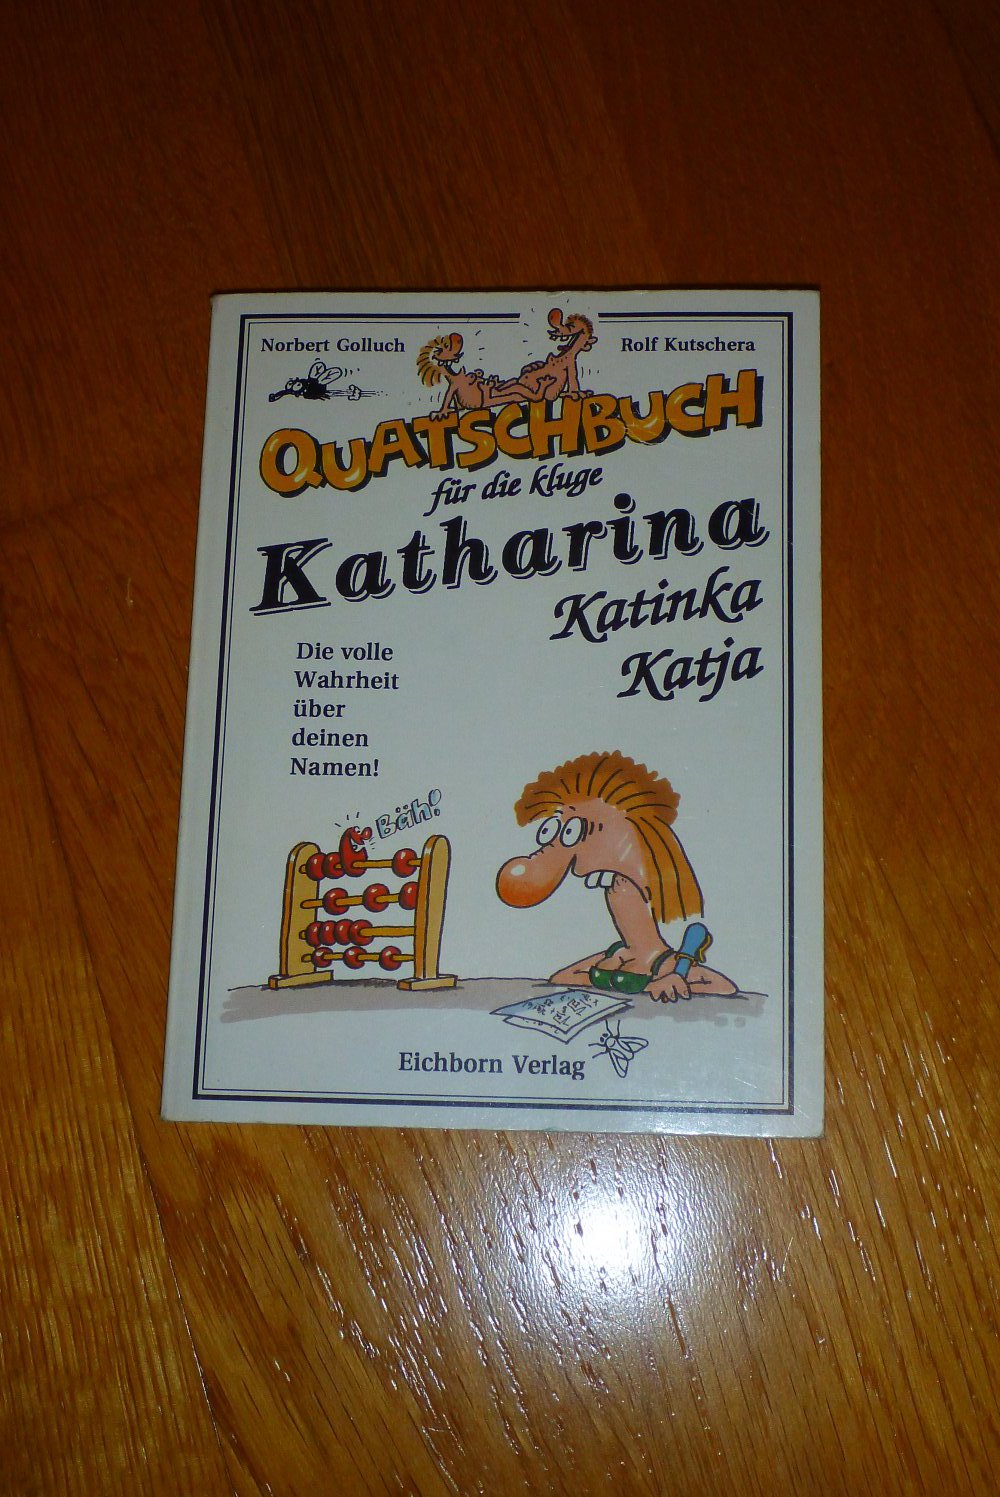 Norbert Golluch
Rolf Kutschera
QUATSCHBUCH
für die kluge
Katharina
Katinka
Katja
Die volle
Wahrheit
über
deinen
Namen!
Bäh!
Eichborn Verlag